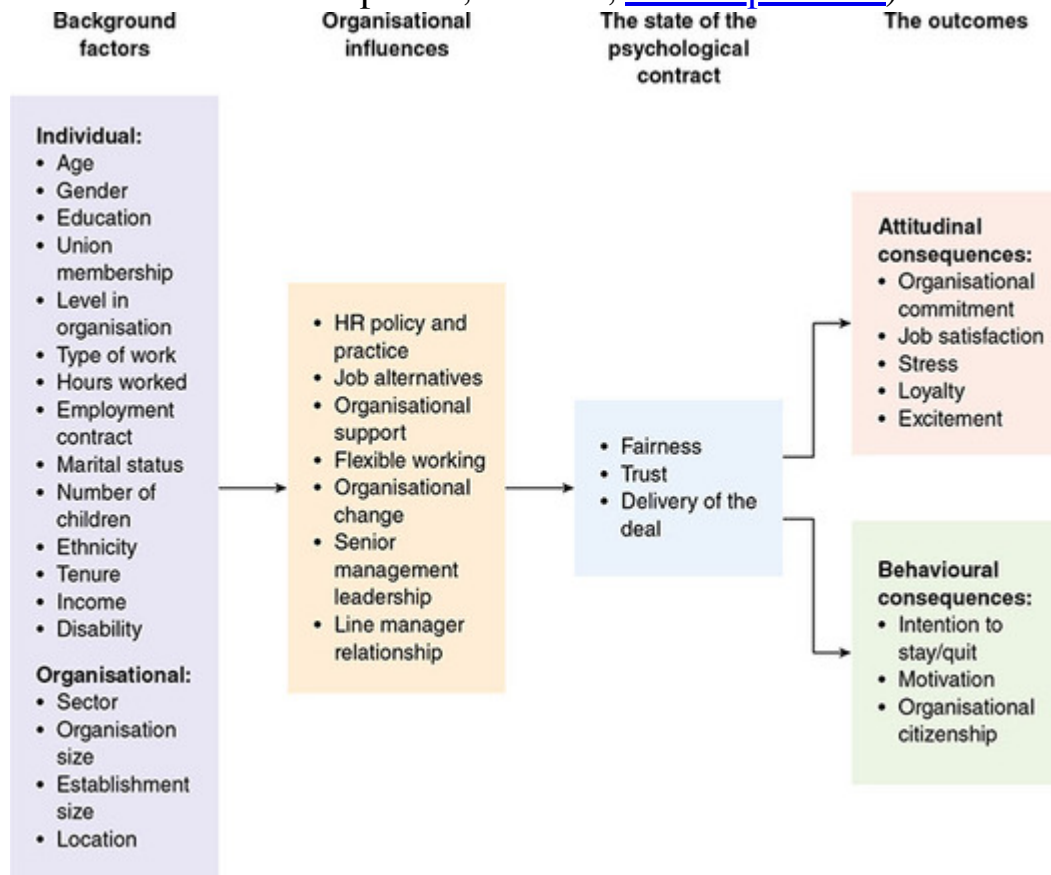 Background
factors
Organisational
influences
The state of the
psychological
contract
The outcomes
Individual:
• Age
• Gender
• Education
• Union
membership
• Level in
organisation
• Type of work
• Hours worked
• Employment
contract
• Marital status
• Number of
children
• Ethnicity
• Tenure
• Income
• Disability
Organisational:
• Sector
• Organisation
size
• Establishment
size
• Location
• HR policy and
practice
• Job alternatives
• Organisational
support
• Flexible working
• Organisational
change
• Senior
management
leadership
• Line manager
relationship
• Fairness
• Trust
• Delivery of the
deal
Attitudinal
consequences:
• Organisational
commitment
• Job satisfaction
• Stress
• Loyalty
• Excitement
Behavioural
consequences:
• Intention to
stay/quit
• Motivation
• Organisational
citizenship